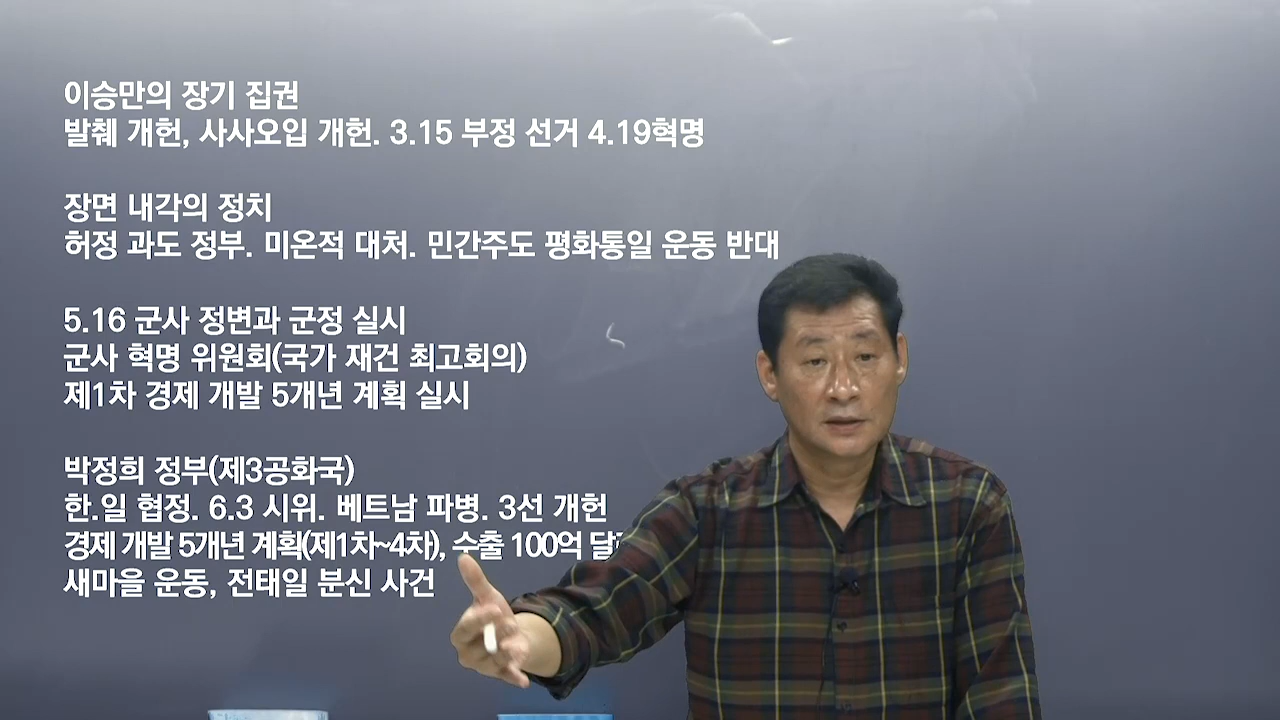 이승만의 장기 집권
발췌 개헌, 사사오입 개헌. 3.15 부정 선거 4.19혁명
장면 내각의 정치
허정 과도 정부. 미온적 대처. 민간주도 평화통일 운동 반대
5.16 군사 정변과 군정 실시
군사 혁명 위원회(국가 재건 최고회의)
제1차 경제 개발 5개년 계획 실시
박정희 정부(제3공화국)
한.일 협정. 6.3 시위. 베트남 파병. 3선 개헌
경제 개발 5개년 계획(제1차~4차), 수출 100억
새마을 운동, 전태일 분신 사건